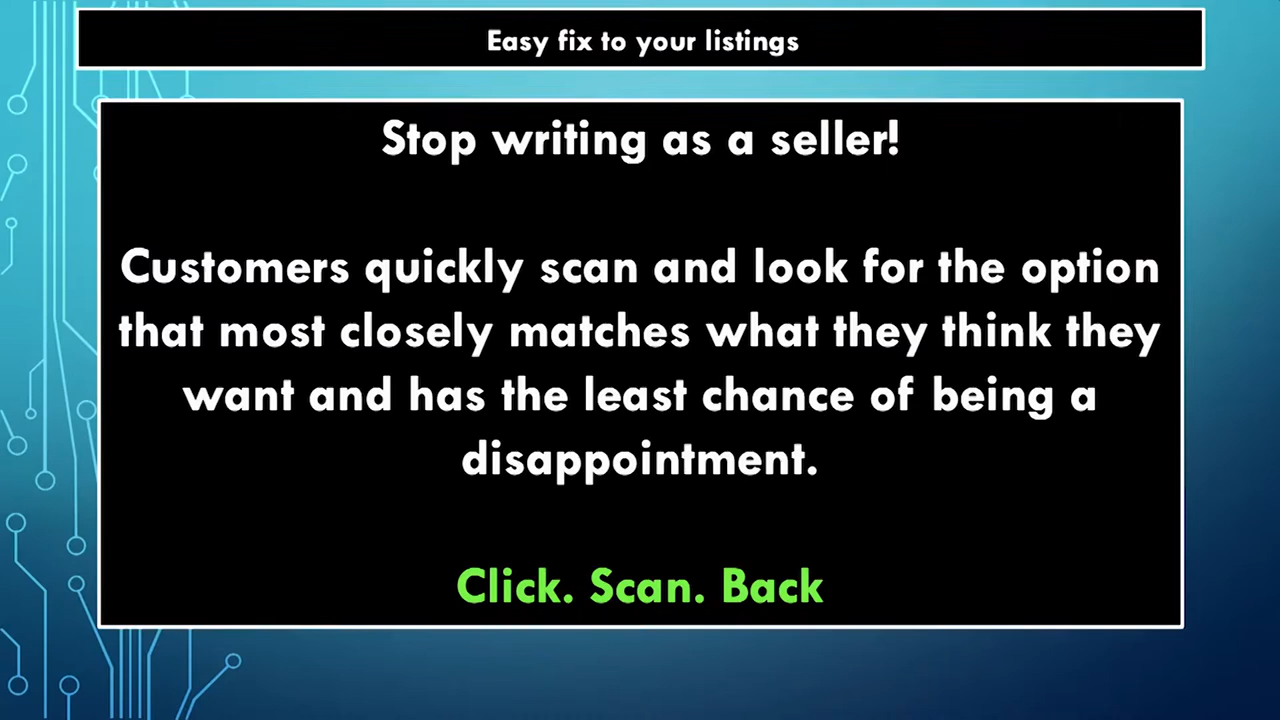 Easy fix to your listings
Stop writing as a seller!
Customers quickly scan and look for the option
that most closely matches what they think they
want and has the least chance of being a
disappointment.
Click. Scan. Back